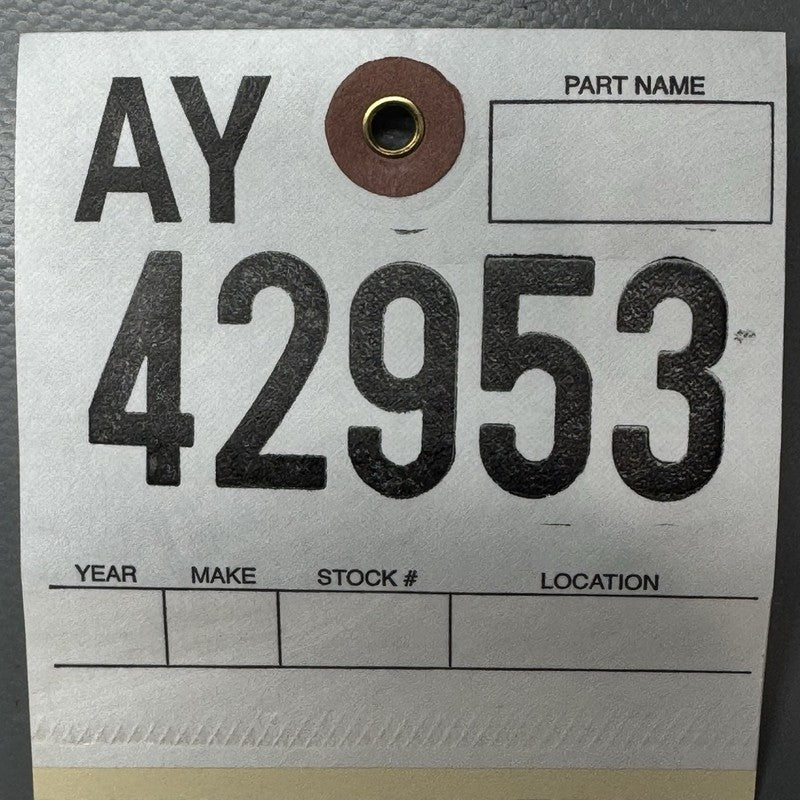 AY
PART NAME
42953
YEAR MAKE STOCK # LOCATION